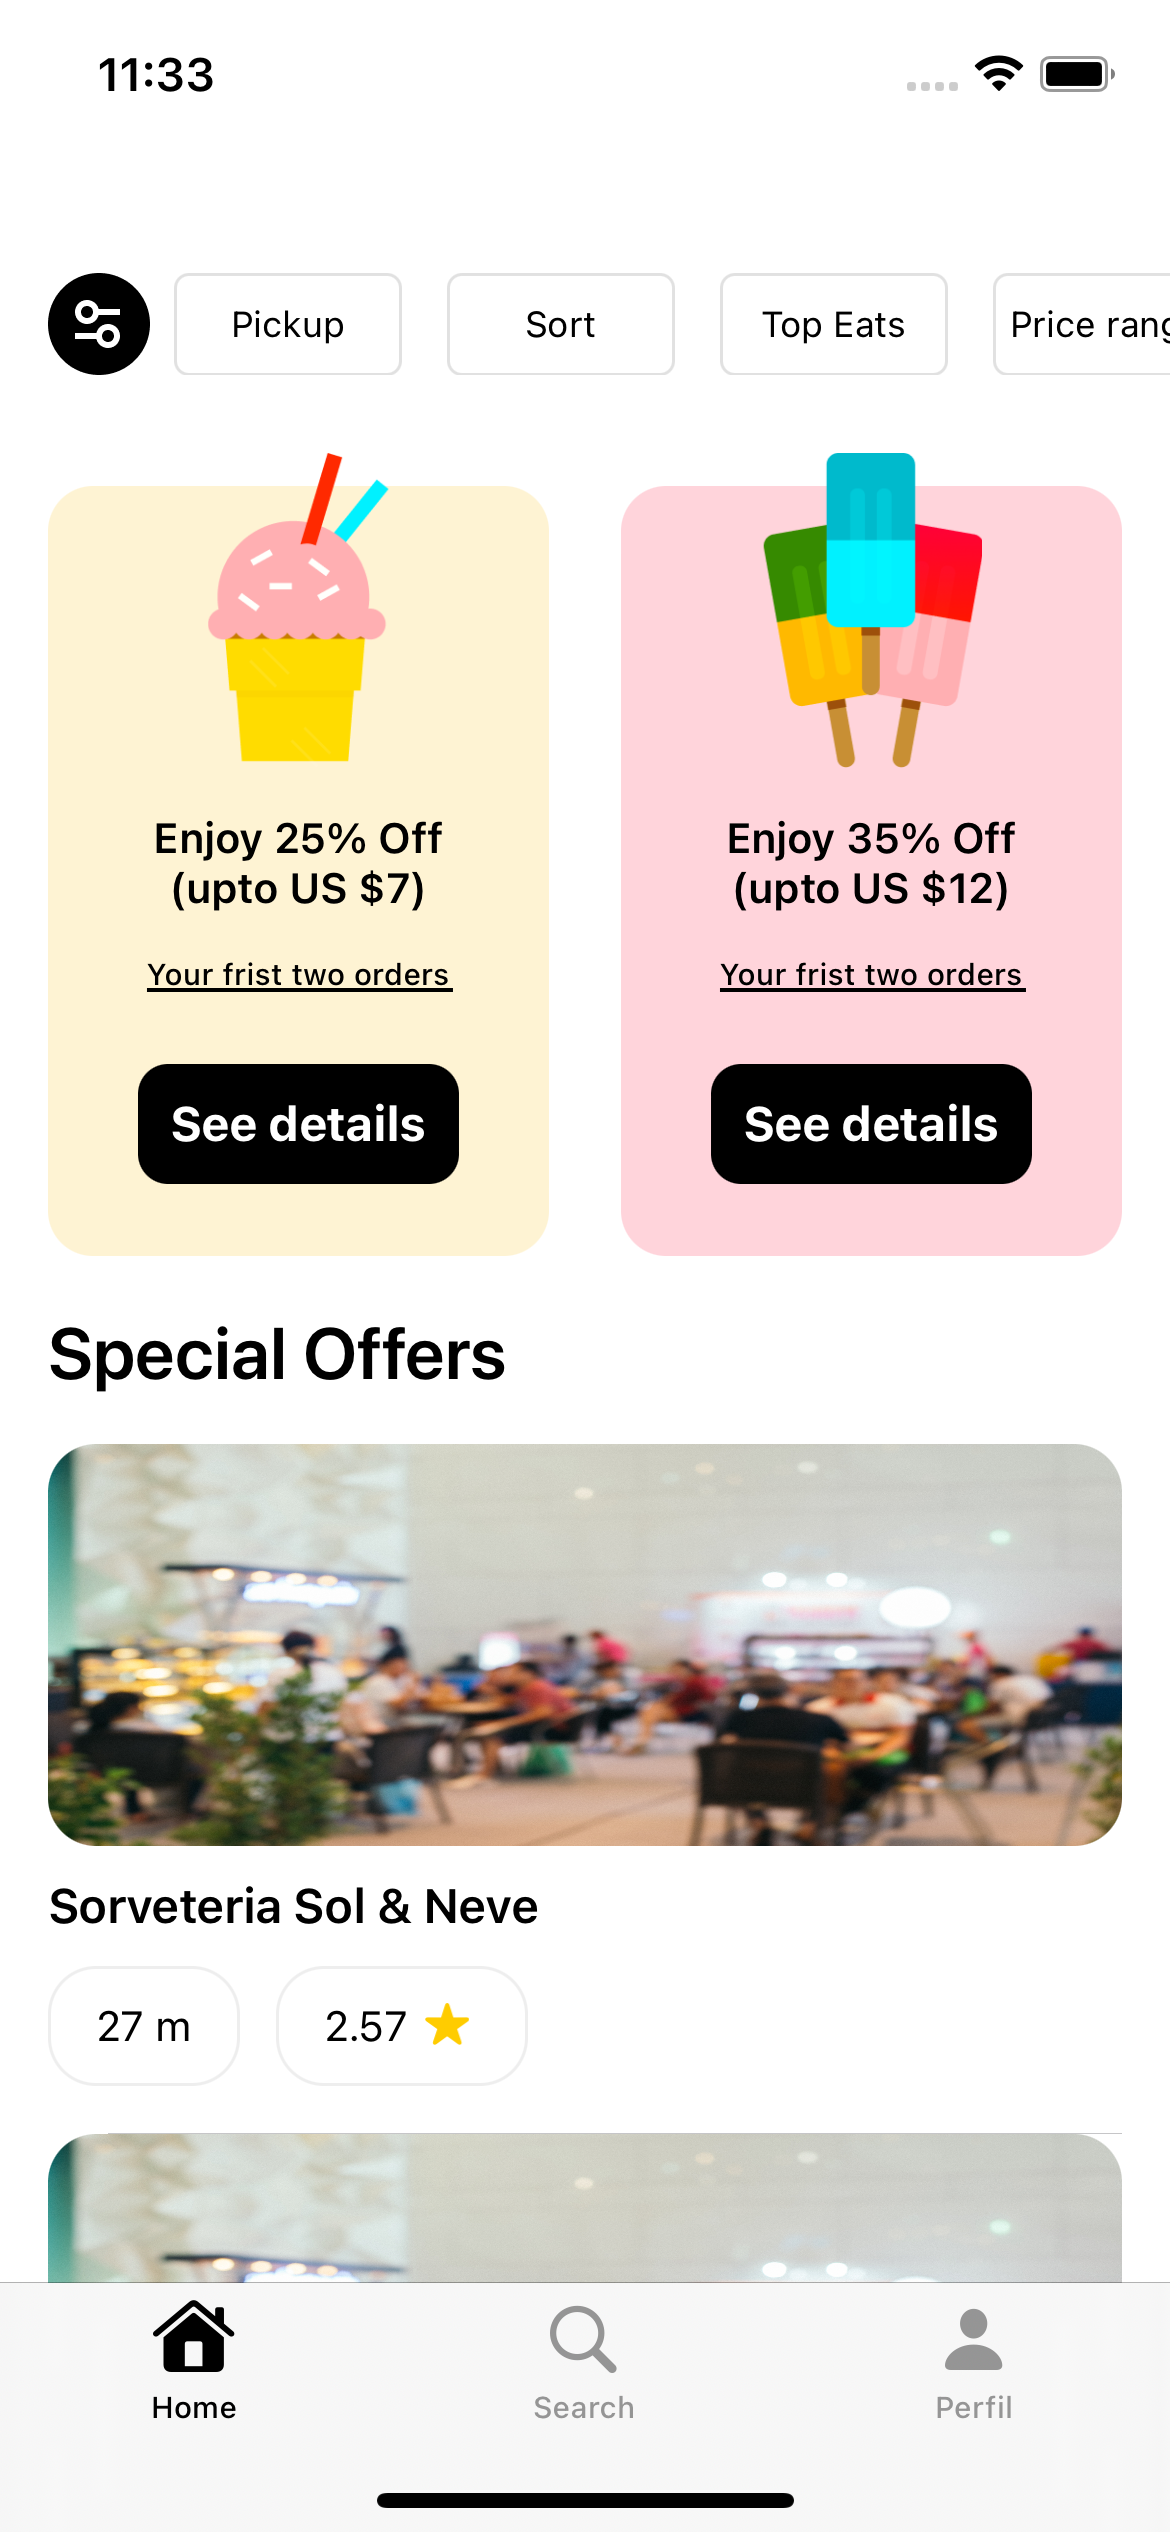 11:33
Pickup
Sort
Top Eats
Price rang
Enjoy 25% Off
(upto US $7)
Your frist two orders
See details
Enjoy 35% Off
(upto US $12)
Your frist two orders
See details
Special Offers
Sorveteria Sol & Neve
27 m
2.57
Home
Search
Perfil